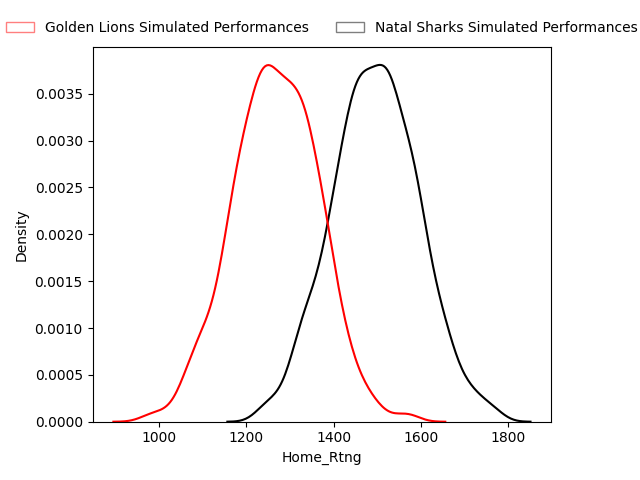 Golden Lions Simulated Performances Natal Sharks Simulated Performances
0.0035
0.0030
0.0025
0.0020
0.0015
0.0010
0.0005
0.0000
Density
1000 1200 1400 1600 1800
Home_Rtng